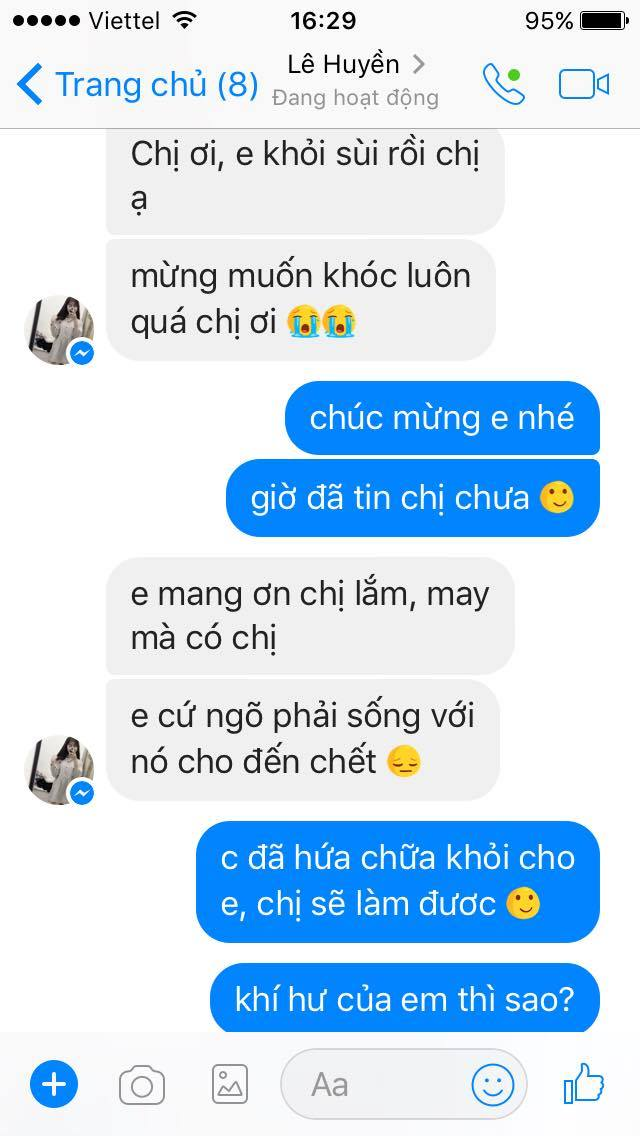 Viettel 16:29 95%
Trang chủ (8) Lê Huyền
Đang hoạt động
Chị ơi, e khỏi sùi rồi chị
ạ
mừng muốn khóc luôn
quá chị ơi 😭😭
chúc mừng e nhé
giờ đã tin chị chưa 🙂
e mang ơn chị lắm, may
mà có chị
e cứ ngõ phải sống với
nó cho đến chết 😔
c đã hứa chữa khỏi cho
e, chị sẽ làm đươc 🙂
khí hư của em thì sao?
Aa